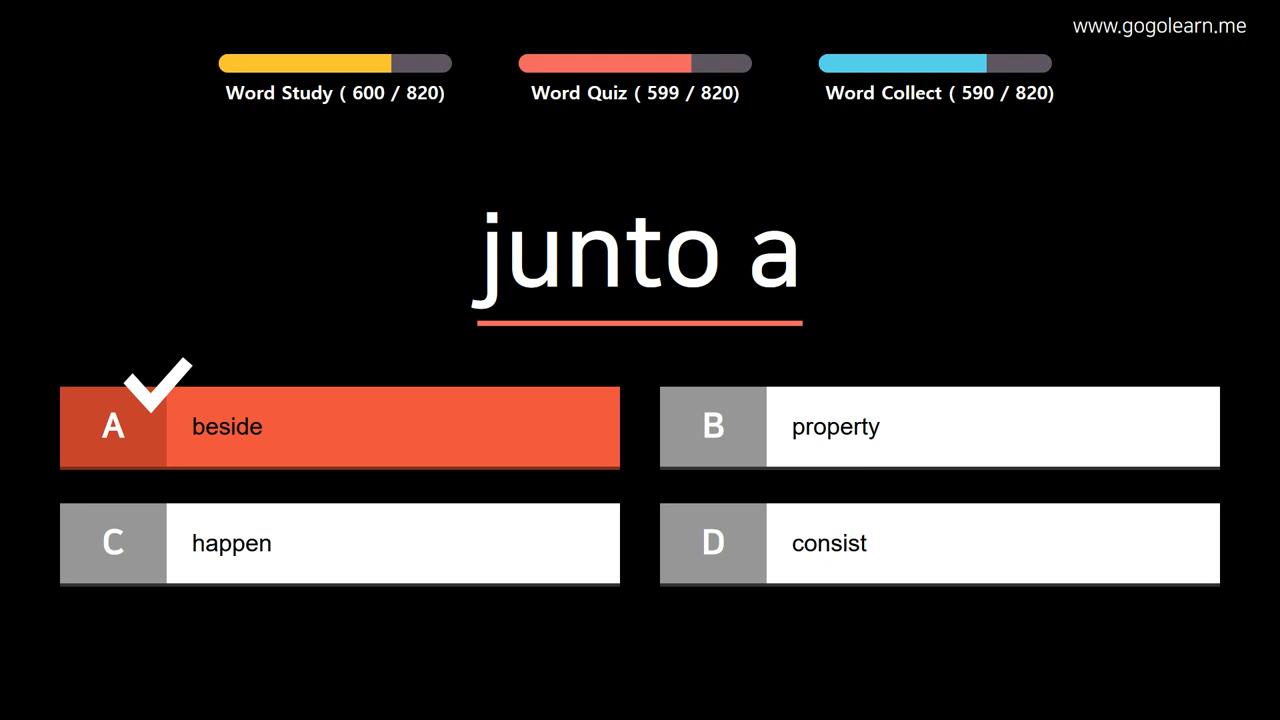 www.gogolearn.me
Word Study ( 600 / 820)
Word Quiz ( 599 / 820)
Word Collect ( 590 / 820)
junto a
A beside
B property
C happen
D consist